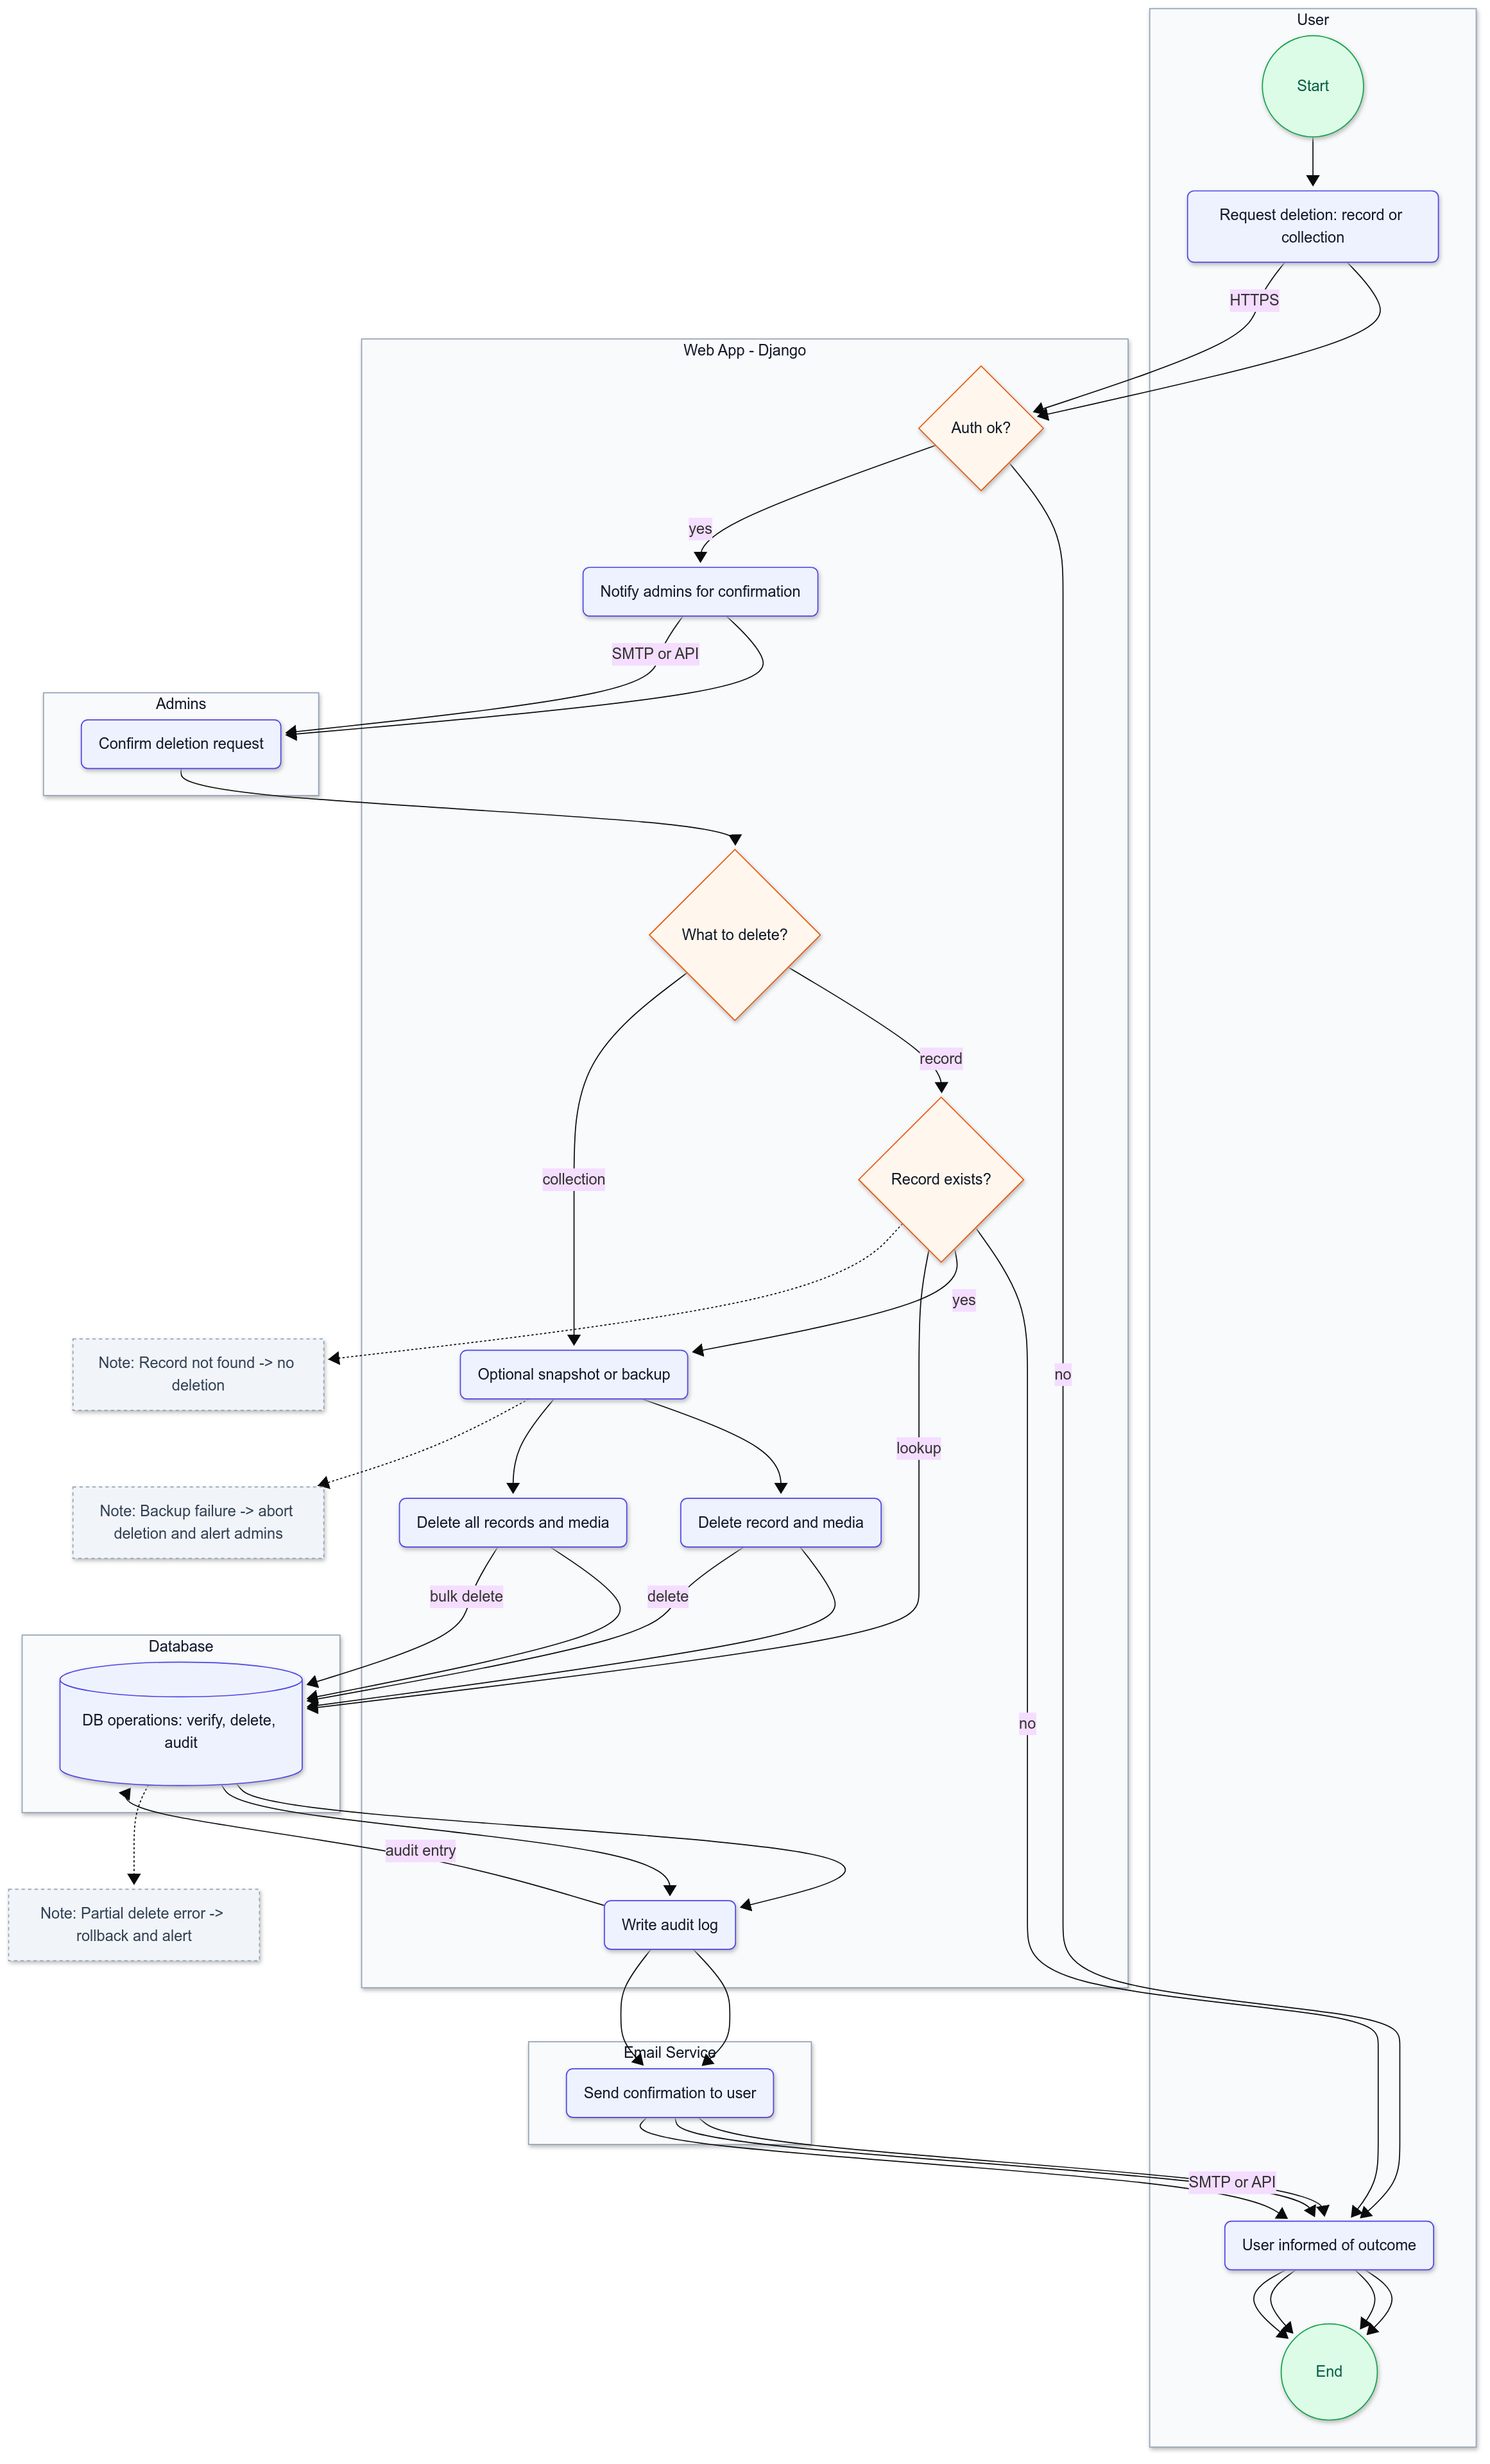 User
Start
Request deletion: record or
collection
HTTPS
Web App - Django
Auth ok?
yes
Notify admins for confirmation
SMTP or API
Admins
Confirm deletion request
What to delete?
record
collection
Record exists?
yes
Note: Record not found -> no
deletion
Optional snapshot or backup
no
lookup
Note: Backup failure -> abort
deletion and alert admins
Delete all records and media
Delete record and media
bulk delete
delete
Database
DB operations: verify, delete,
audit
no
audit entry
Note: Partial delete error ->
rollback and alert
Write audit log
Email Service
Send confirmation to user
SMTP or API
User informed of outcome
End